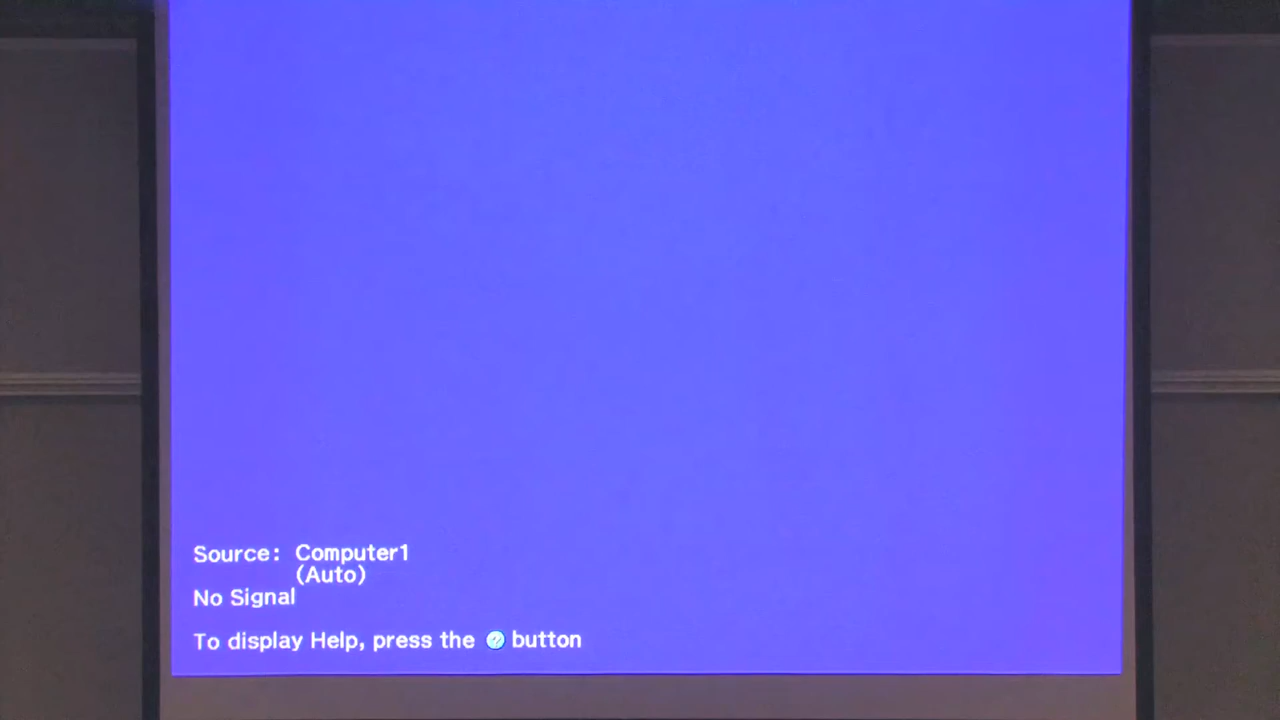 Source: Computer1
(Auto)
No Signal
To display Help, press the ? button